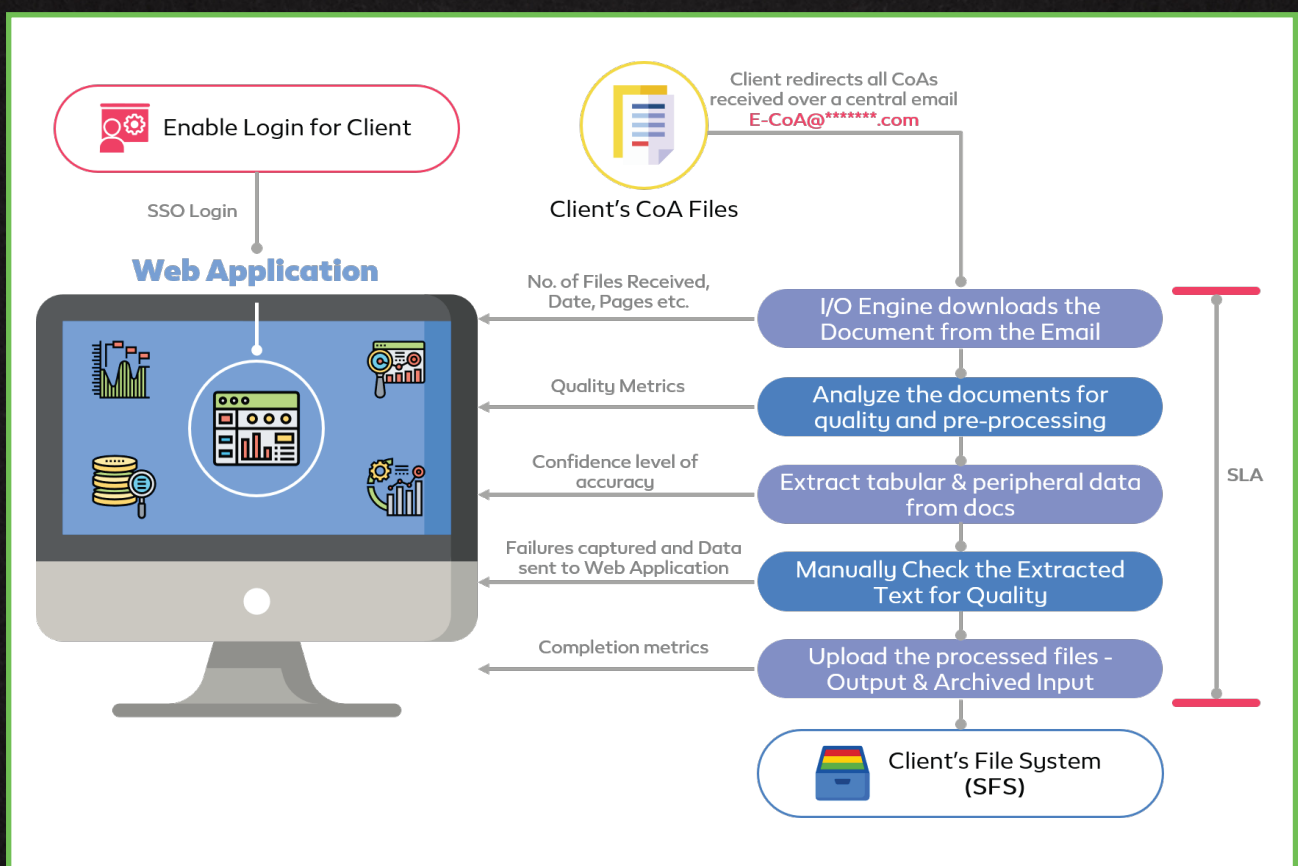 Enable Login for Client
SSO Login
Web Application
Client redirects all CoAs
received over a central email
E-CoA@*******.com
Client's CoA Files
No. of Files Received,
Date, Pages etc.
I/O Engine downloads the
Document from the Email
Quality Metrics
Analyze the documents for
quality and pre-processing
Confidence level of
accuracy
Extract tabular & peripheral data
from docs
SLA
Failures captured and Data
sent to Web Application
Manually Check the Extracted
Text for Quality
Completion metrics
Upload the processed files -
Output & Archived Input
Client's File System
(SFS)